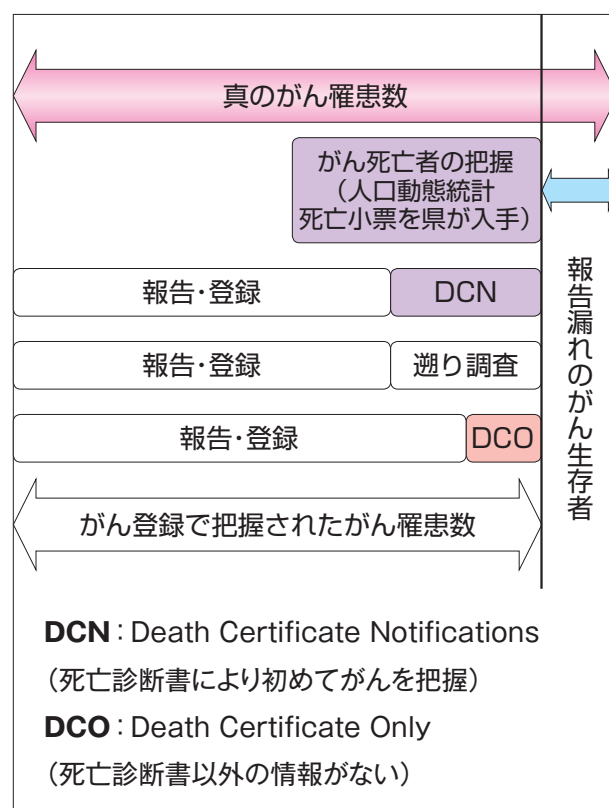 真のがん罹患数
がん死亡者の把握
（人口動態統計
死亡小票を県が入手）
報告･登録
DCN
報告･登録
遡り調査
報告･登録
DCO
がん登録で把握されたがん罹患数
報告漏れのがん生存者
DCN：Death Certificate Notifications
（死亡診断書により初めてがんを把握）
DCO：Death Certificate Only
（死亡診断書以外の情報がない）